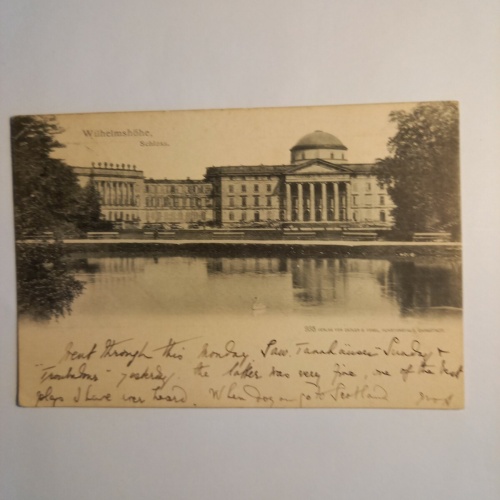 Wilhelmshöhe.
Schloss.
Went through this Monday. Saw. Tannhäuser Sunday &
"Troubadour" yesterday. the latter was very fine, one of the best
plays I have ever heard. When do you go to Scotland